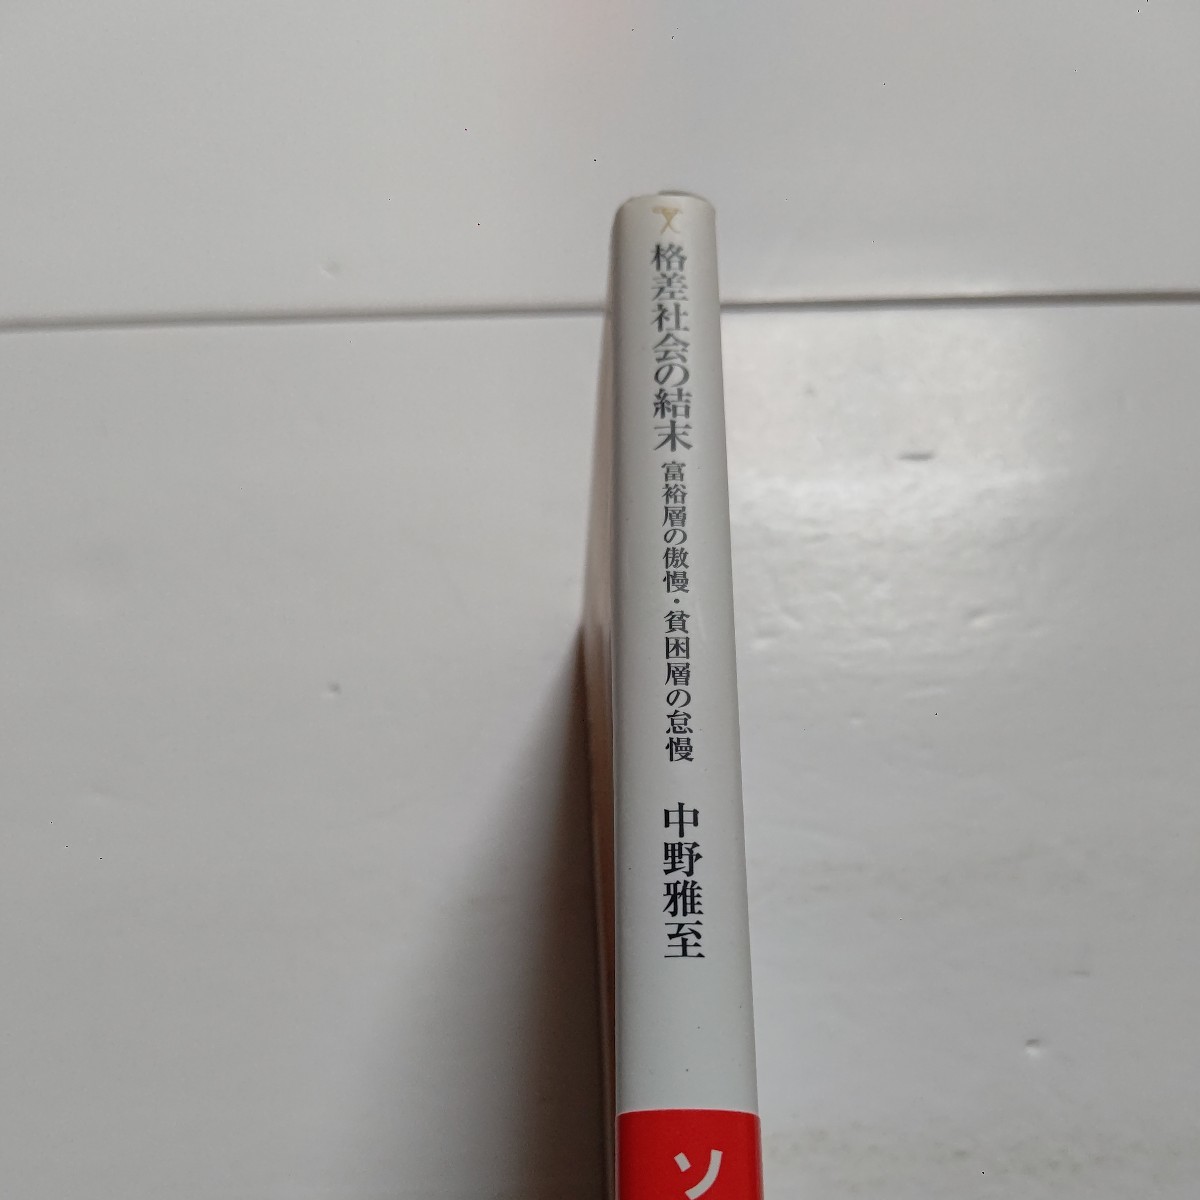 格差社会の結末
富裕層の傲慢・貧困層の怠慢
中野雅至
ソ